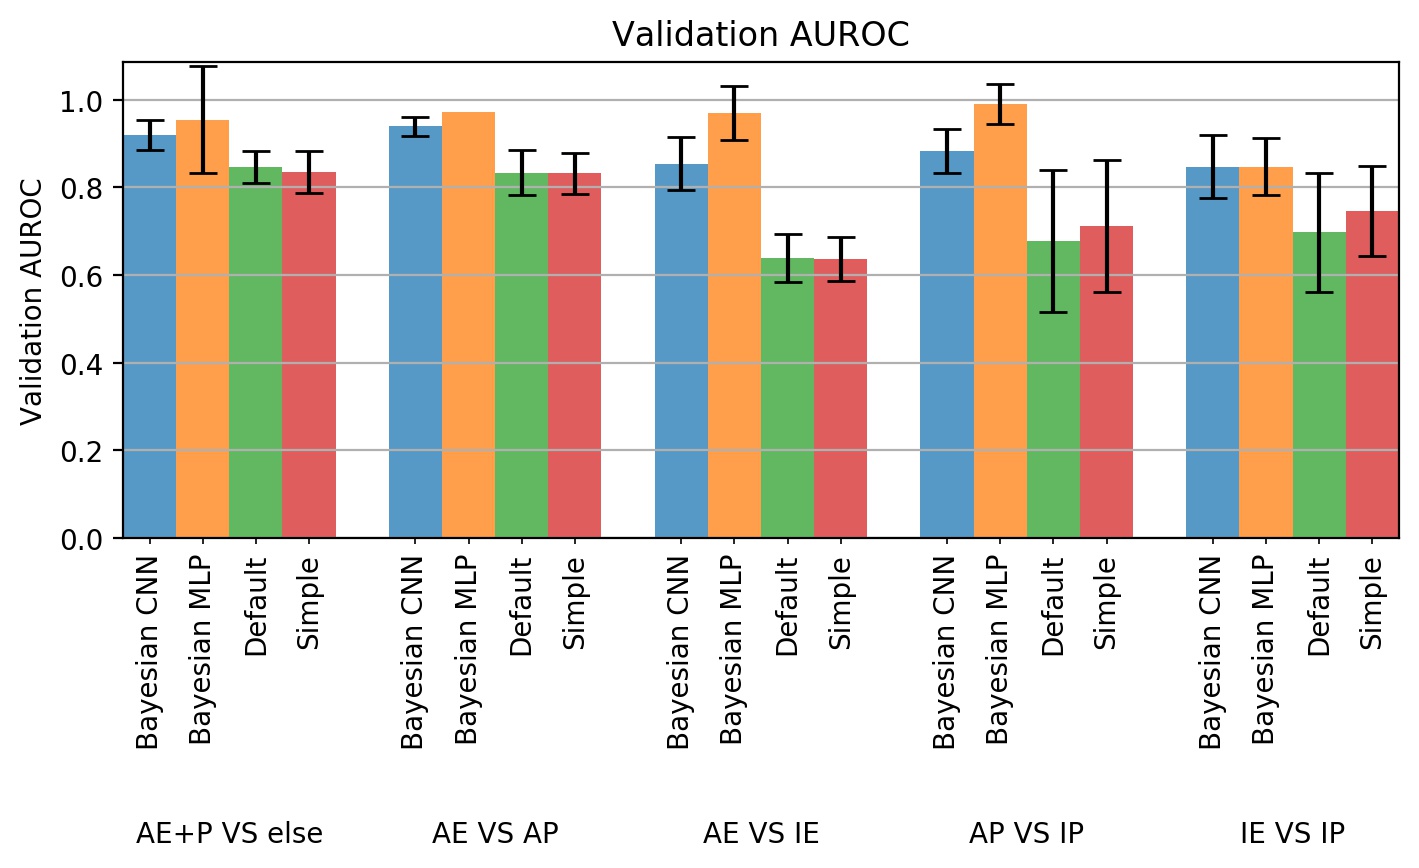 Validation AUROC
Validation AUROC
1.0
0.8
0.6
0.4
0.2
0.0
Bayesian CNN
Bayesian MLP
Default
Simple
Bayesian CNN
Bayesian MLP
Default
Simple
Bayesian CNN
Bayesian MLP
Default
Simple
Bayesian CNN
Bayesian MLP
Default
Simple
Bayesian CNN
Bayesian MLP
Default
Simple
AE+P VS else
AE VS AP
AE VS IE
AP VS IP
IE VS IP